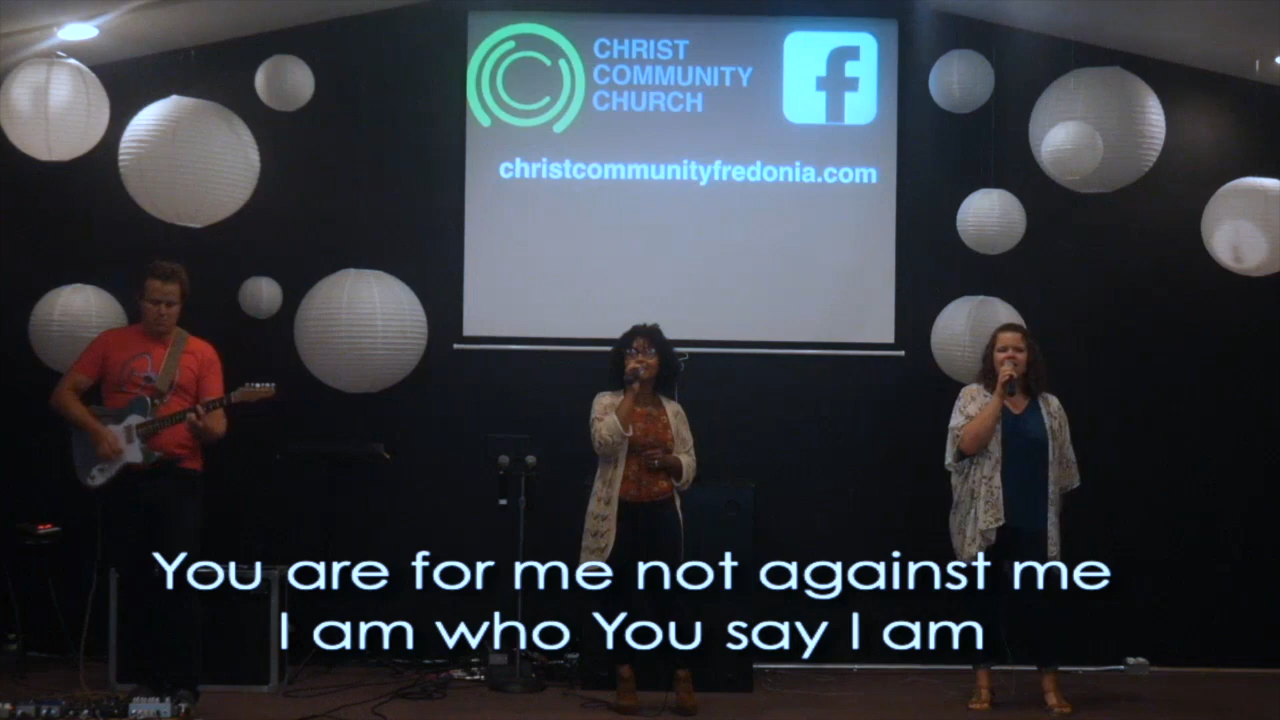 CHRIST
COMMUNITY
CHURCH
f
christcommunityfredonia.com
You are for me not against me
I am who You say I am